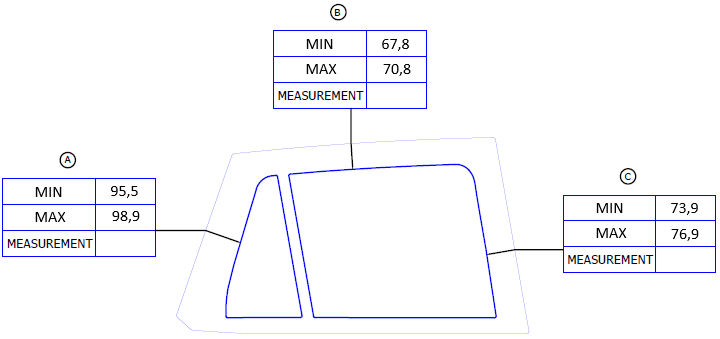 B
MIN 67,8
MAX 70,8
MEASUREMENT
A
MIN 95,5
MAX 98,9
MEASUREMENT
C
MIN 73,9
MAX 76,9
MEASUREMENT